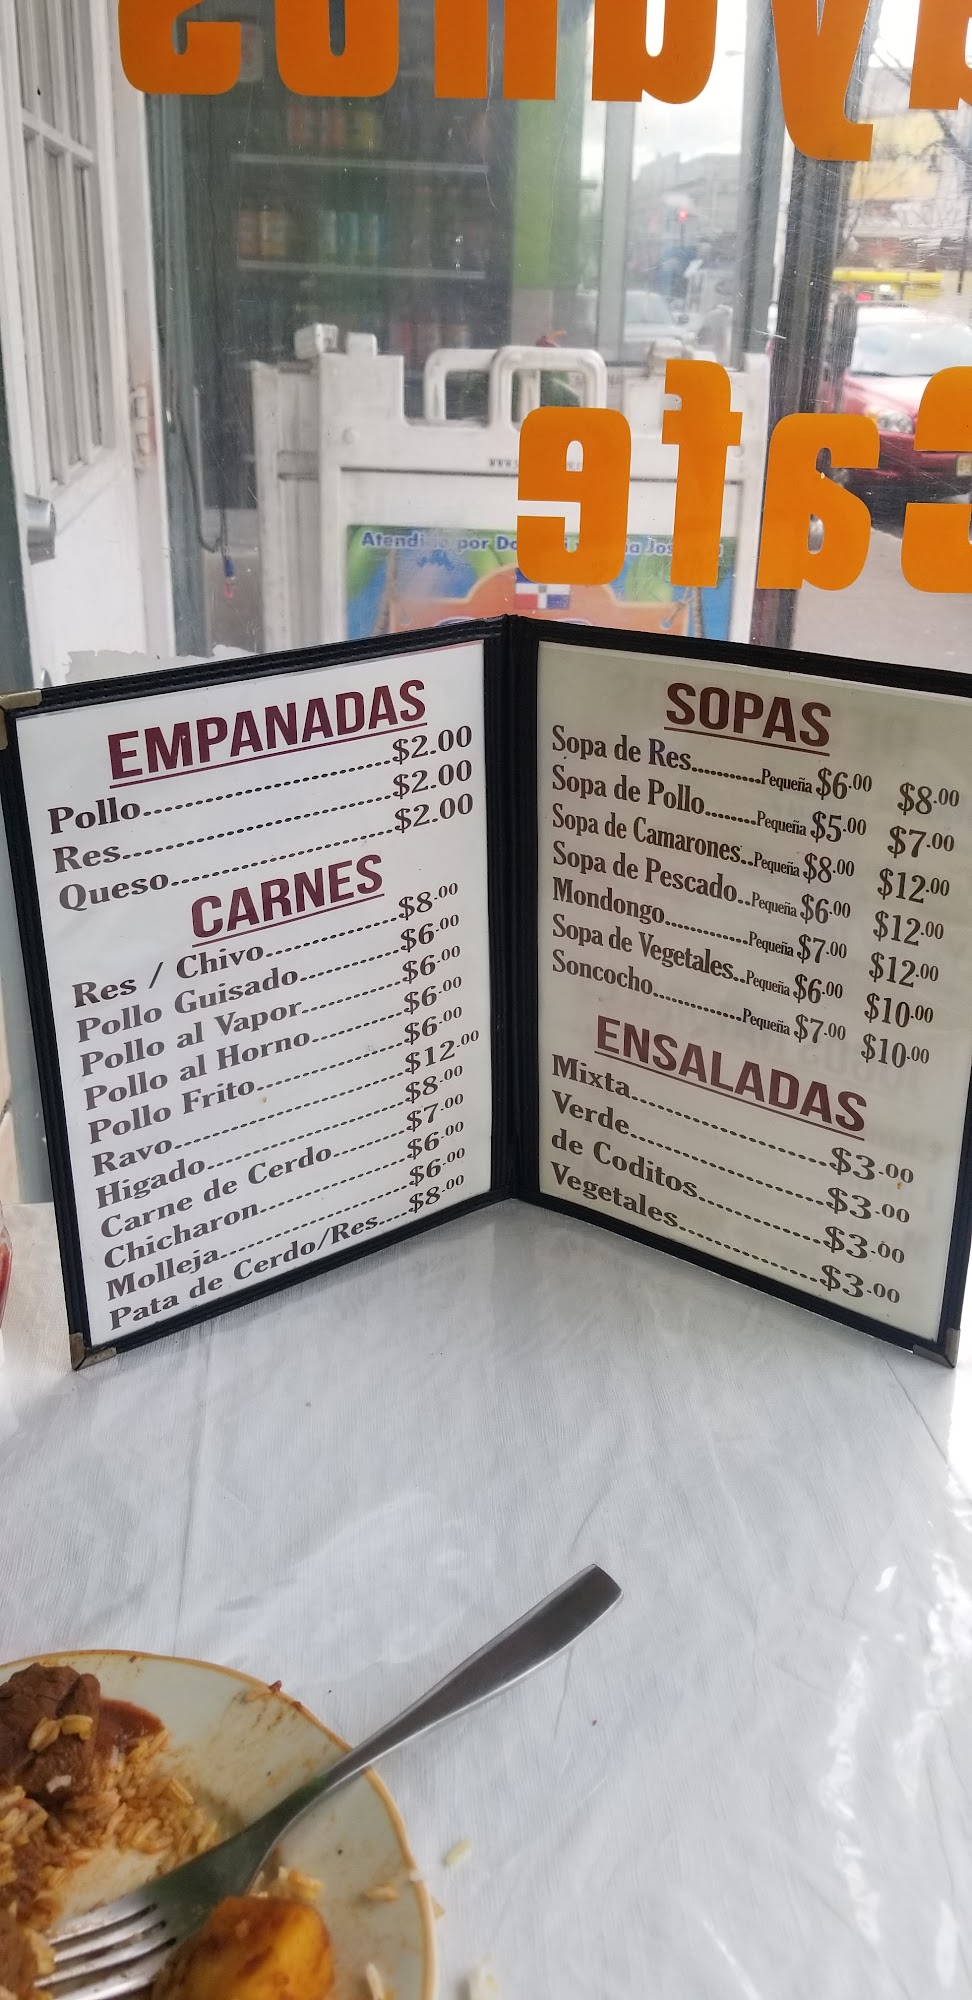 Cafe
Atendi por Do
EMPANADAS
Pollo $2.00
Res $2.00
Queso $2.00
CARNES
Res / Chivo $8.00
Pollo Guisado $6.00
Pollo al Vapor $6.00
Pollo al Horno $6.00
Pollo Frito $6.00
Ravo $12.00
Higado $8.00
Carne de Cerdo $7.00
Chicharon $6.00
Molleja $6.00
Pata de Cerdo/Res $8.00
SOPAS
Sopa de Res Pequeña $6.00 $8.00
Sopa de Pollo Pequeña $5.00 $7.00
Sopa de Camarones Pequeña $8.00 $12.00
Sopa de Pescado Pequeña $6.00 $12.00
Mondongo Pequeña $7.00 $12.00
Sopa de Vegetales Pequeña $6.00 $10.00
Soncocho Pequeña $7.00 $10.00
ENSALADAS
Mixta $3.00
Verde $3.00
de Coditos $3.00
Vegetales $3.00